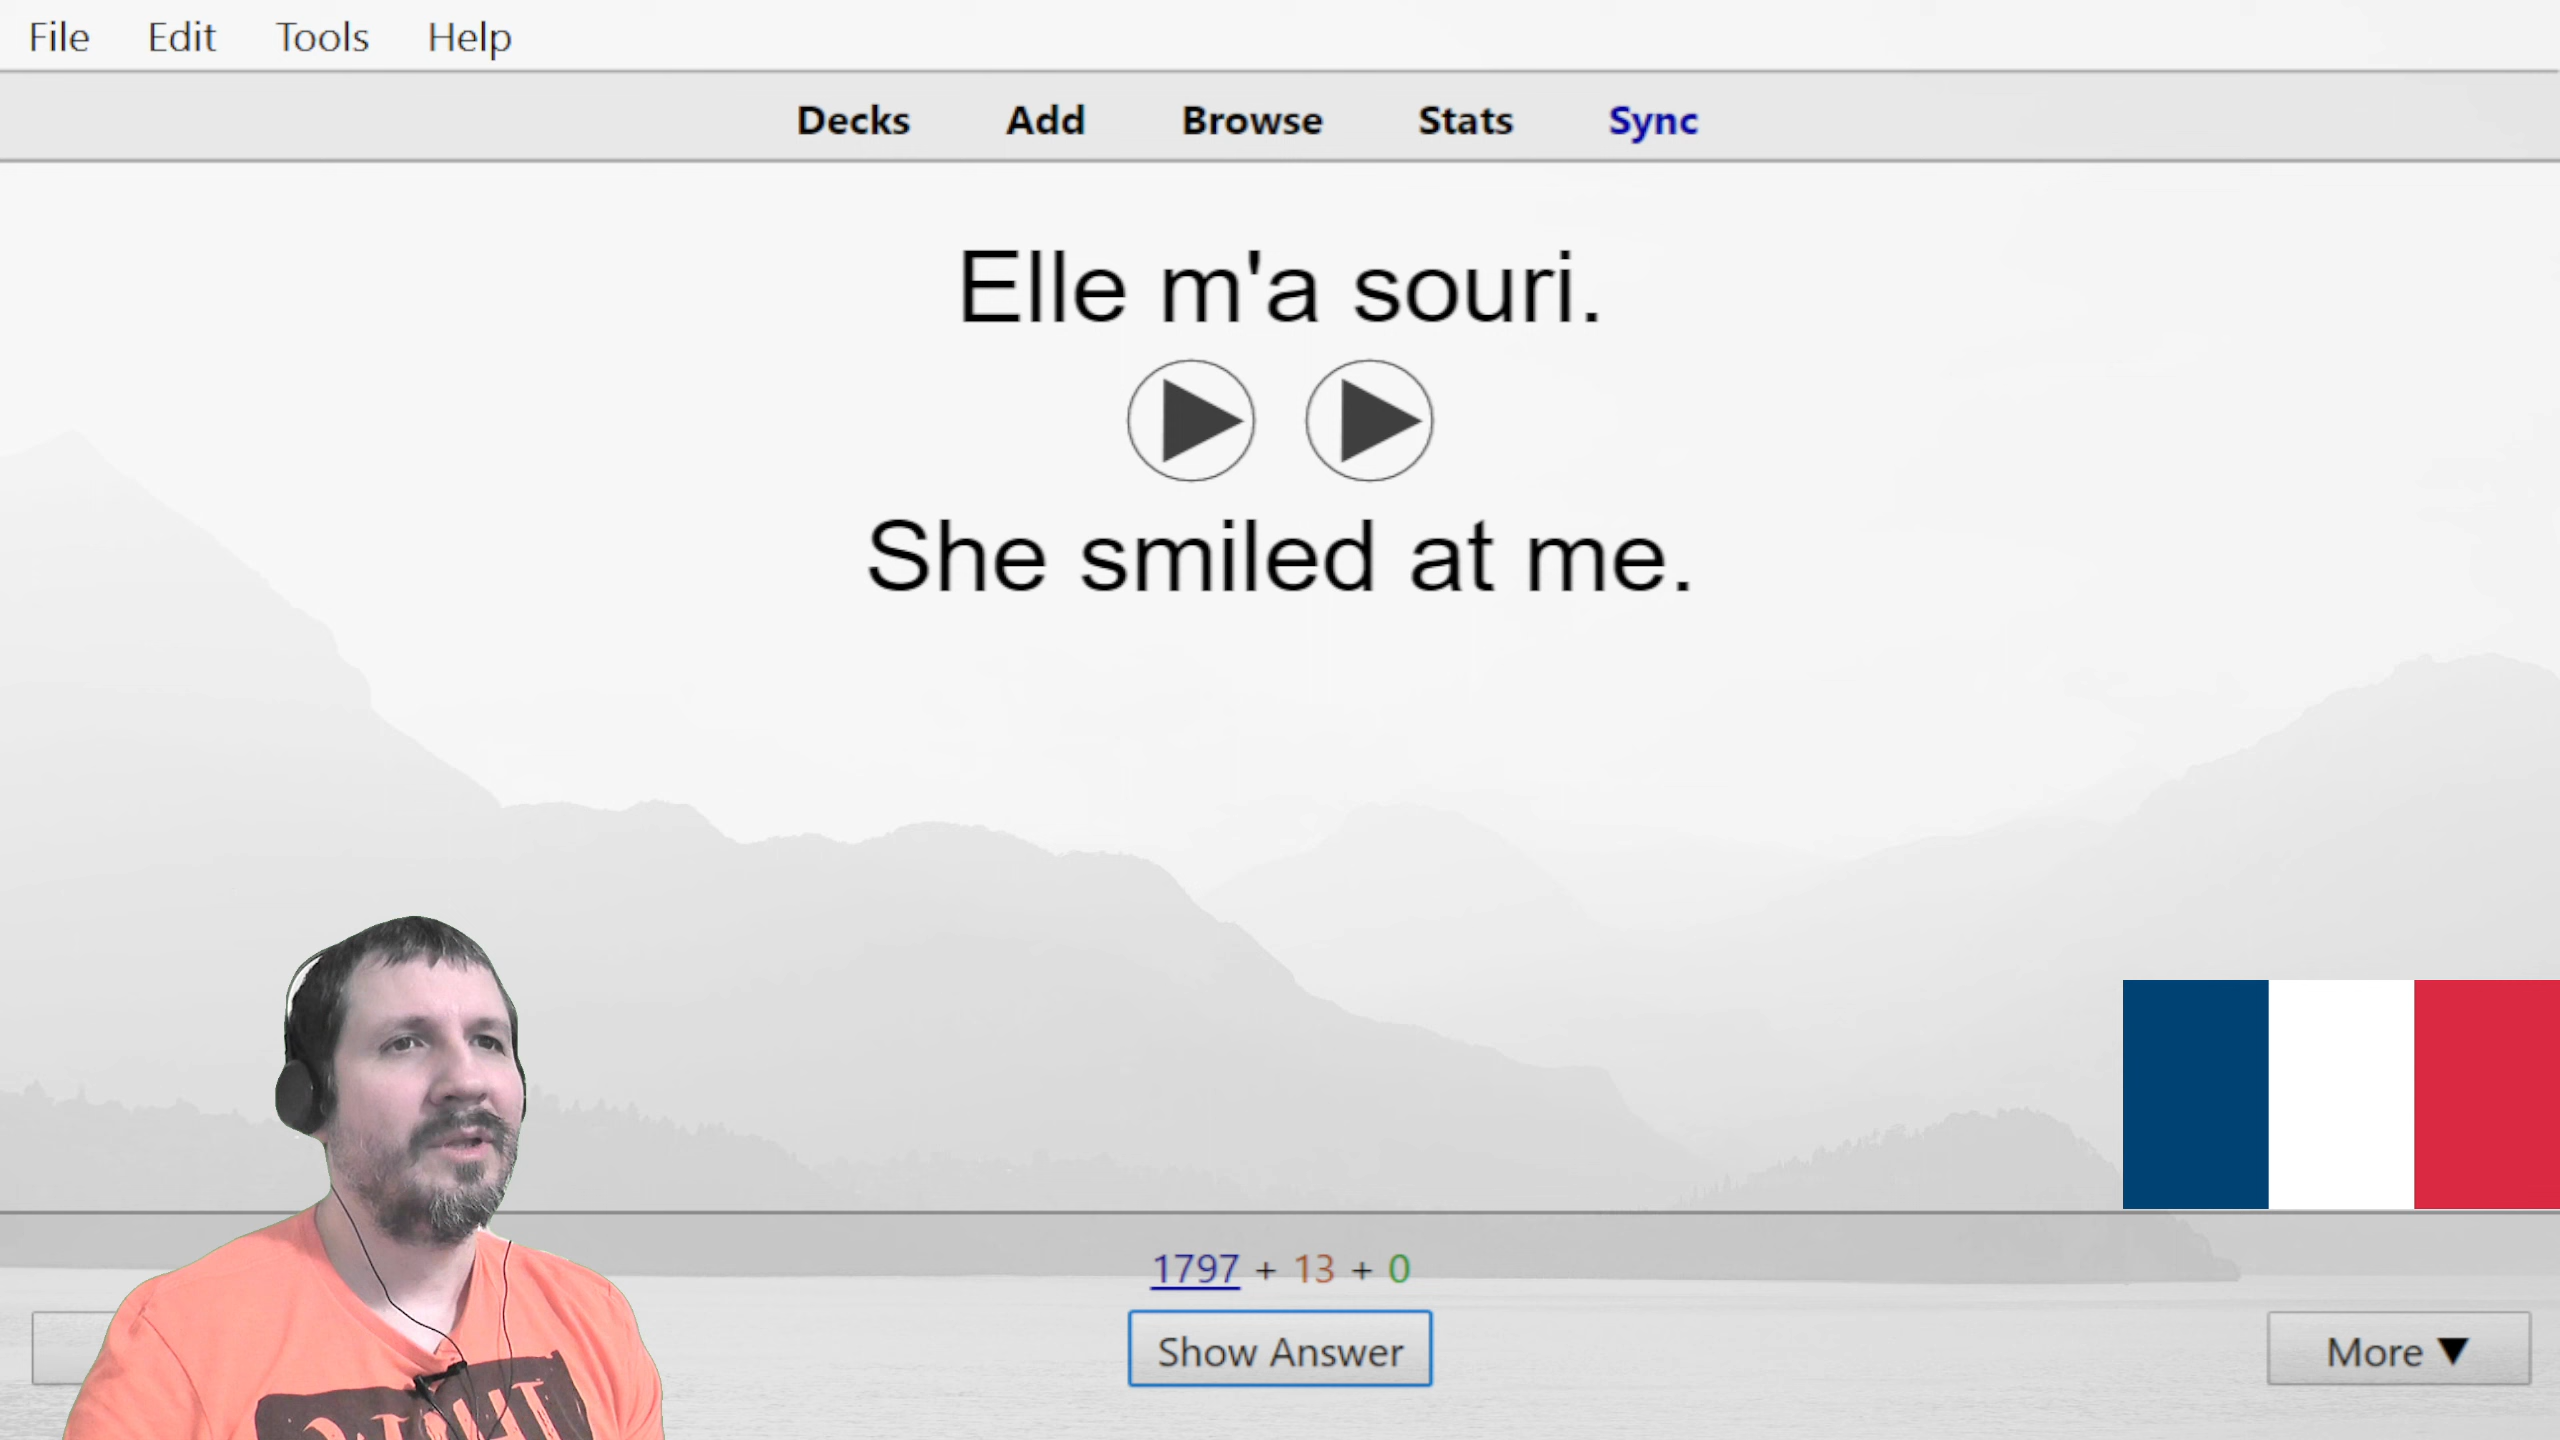 File Edit Tools Help
Decks Add Browse Stats Sync
Elle m'a souri.
She smiled at me.
1797 + 13 + 0
Show Answer
More ▼